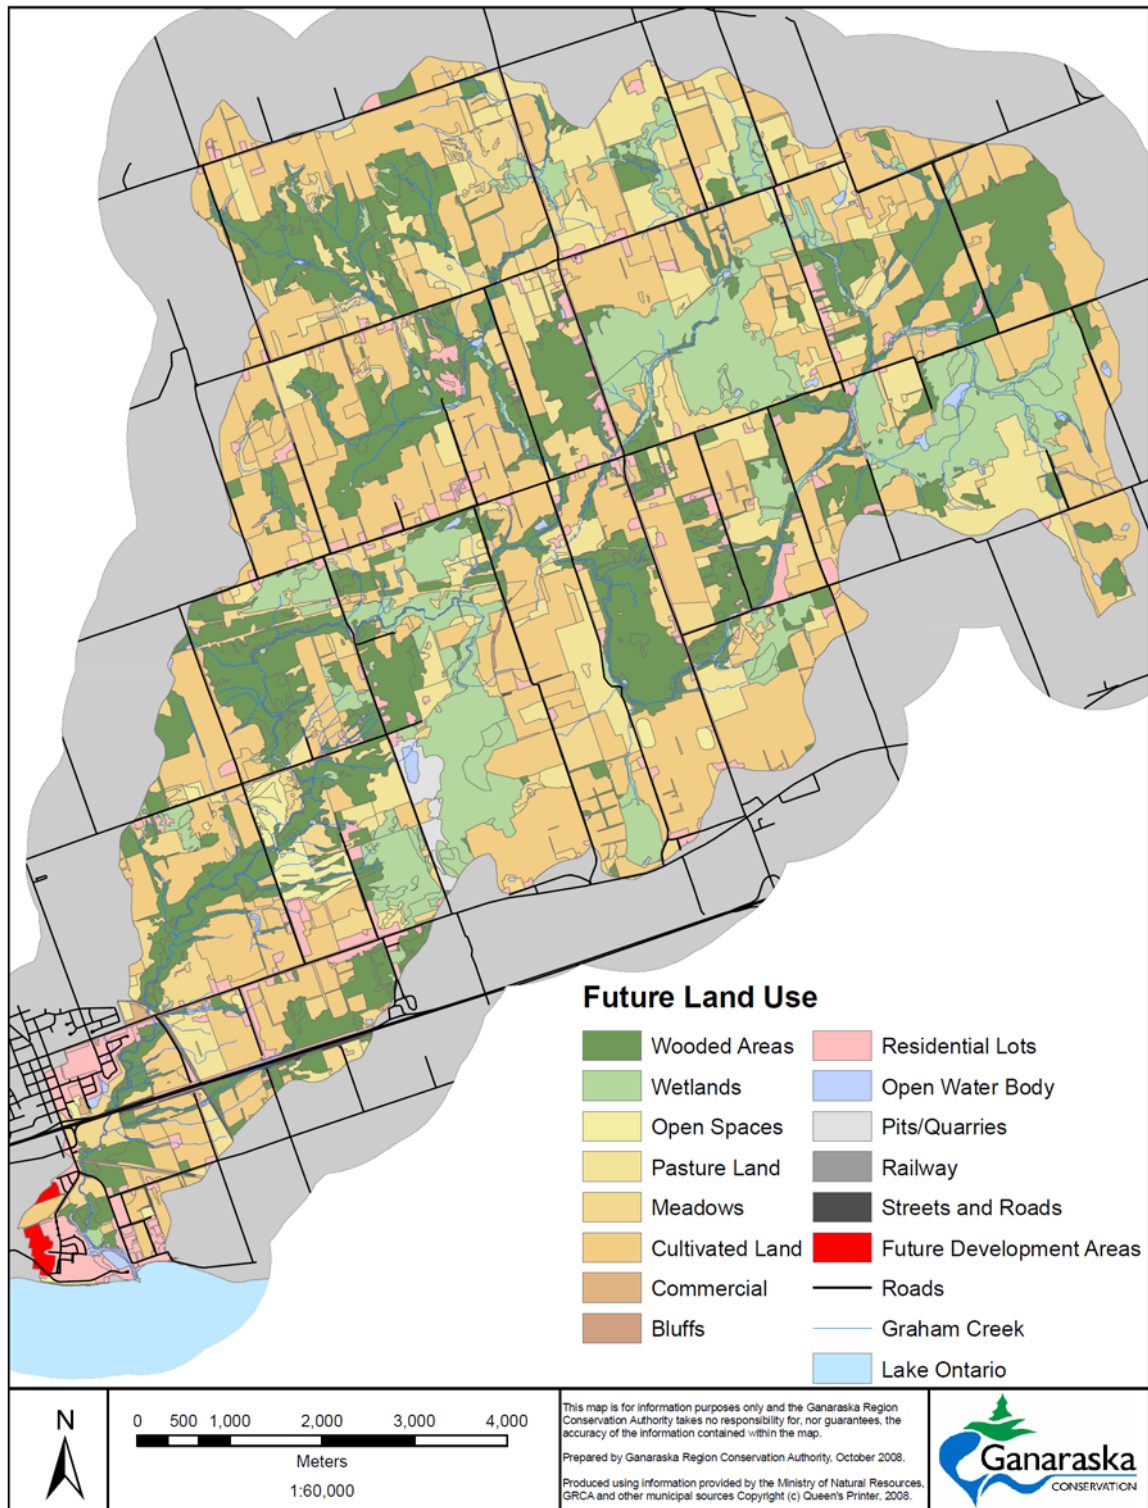 Future Land Use
Wooded Areas
Wetlands
Open Spaces
Pasture Land
Meadows
Cultivated Land
Commercial
Bluffs
Residential Lots
Open Water Body
Pits/Quarries
Railway
Streets and Roads
Future Development Areas
Roads
Graham Creek
Lake Ontario
N
0 500 1,000 2,000 3,000 4,000
Meters
1:60,000
This map is for information purposes only and the Ganaraska Region
Conservation Authority takes no responsibility for, nor guarantees, the
accuracy of the information contained within the map.
Prepared by Ganaraska Region Conservation Authority, October 2008.
Produced using information provided by the Ministry of Natural Resources,
GRCA and other municipal sources Copyright (c) Queen's Printer, 2008.
Ganaraska
CONSERVATION